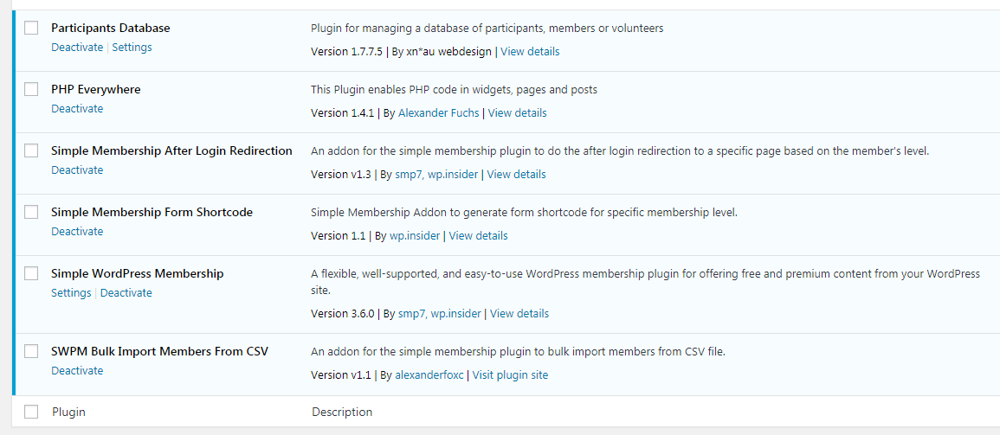 Participants Database
Plugin for managing a database of participants, members or volunteers
Deactivate | Settings
Version 1.7.7.5 | By xn*au webdesign | View details
PHP Everywhere
This Plugin enables PHP code in widgets, pages and posts
Deactivate
Version 1.4.1 | By Alexander Fuchs | View details
Simple Membership After Login Redirection
An addon for the simple membership plugin to do the after login redirection to a specific page based on the member's level.
Deactivate
Version v1.3 | By smp7, wp.insider | View details
Simple Membership Form Shortcode
Simple Membership Addon to generate form shortcode for specific membership level.
Deactivate
Version 1.1 | By wp.insider | View details
Simple WordPress Membership
A flexible, well-supported, and easy-to-use WordPress membership plugin for offering free and premium content from your WordPress
site.
Settings | Deactivate
Version 3.6.0 | By smp7, wp.insider | View details
SWPM Bulk Import Members From CSV
An addon for the simple membership plugin to bulk import members from CSV file.
Deactivate
Version v1.1 | By alexanderfoxc | Visit plugin site
Plugin
Description